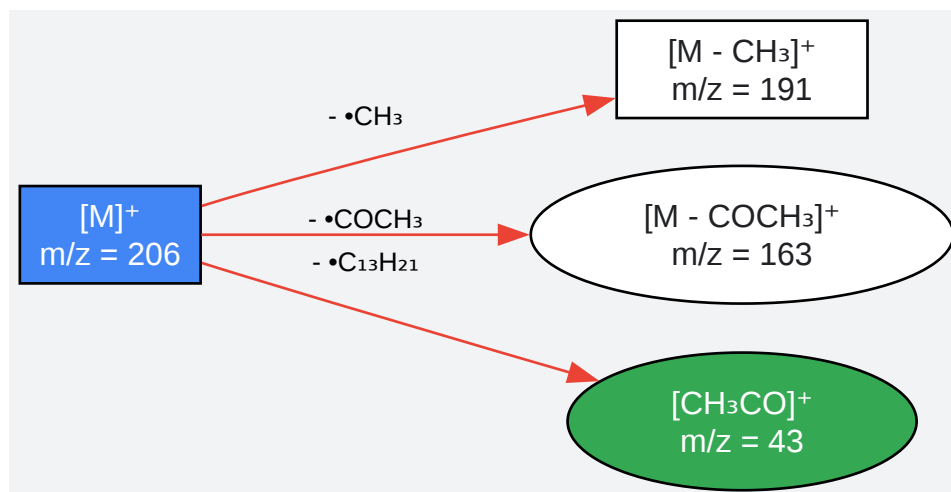 [M - CH₃]⁺
m/z = 191
- •CH₃
[M]⁺
m/z = 206
- •COCH₃
[M - COCH₃]⁺
m/z = 163
- •C₁₃H₂₁
[CH₃CO]⁺
m/z = 43